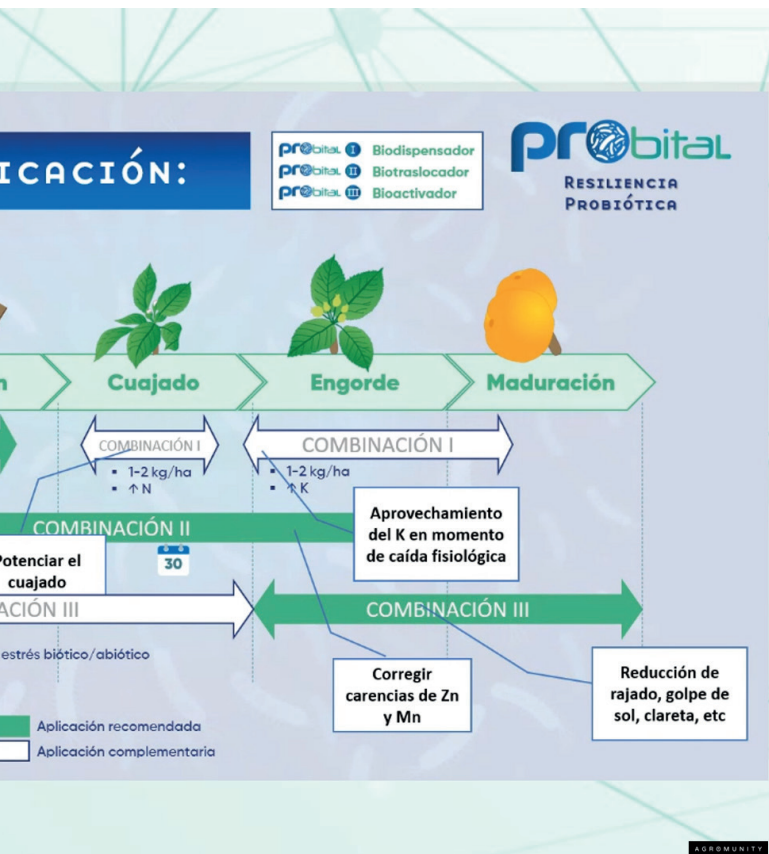 ICACIÓN:
PRObital I Biodispensador
PRObital II Biotraslocador
PRObital III Bioactivador
PRObital
RESILIENCIA
PROBIÓTICA
n
Cuajado
Engorde
Maduración
COMBINACIÓN I
▪ 1-2 kg/ha
▪ ↑ N
COMBINACIÓN I
▪ 1-2 kg/ha
▪ ↑ K
COMBINACIÓN II
30
Potenciar el
cuajado
Aprovechamiento
del K en momento
de caída fisiológica
ACIÓN III
COMBINACIÓN III
estrés biótico/abiótico
Corregir
carencias de Zn
y Mn
Reducción de
rajado, golpe de
sol, clareta, etc
Aplicación recomendada
Aplicación complementaria
AGROMUNITY